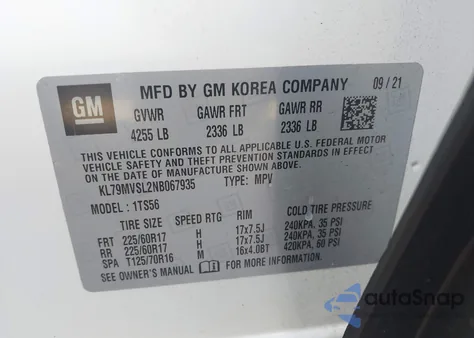 GM
MFD BY GM KOREA COMPANY 09/21
GVWR GAWR FRT GAWR RR
4255 LB 2336 LB 2336 LB
THIS VEHICLE CONFORMS TO ALL APPLICABLE U.S. FEDERAL MOTOR
VEHICLE SAFETY AND THEFT PREVENTION STANDARDS IN EFFECT ON
THE DATE OF MANUFACTURE SHOWN ABOVE.
KL79MVSL2NB067935 TYPE: MPV
MODEL: 1TS56
TIRE SIZE SPEED RTG RIM COLD TIRE PRESSURE
FRT 225/60R17 H 17x7.5J 240KPA, 35 PSI
RR 225/60R17 H 17x7.5J 240KPA, 35 PSI
SPA T125/70R16 M 16x4.0BT 420KPA, 60 PSI
SEE OWNER'S MANUAL FOR MORE INFORMATION.
autoSnap